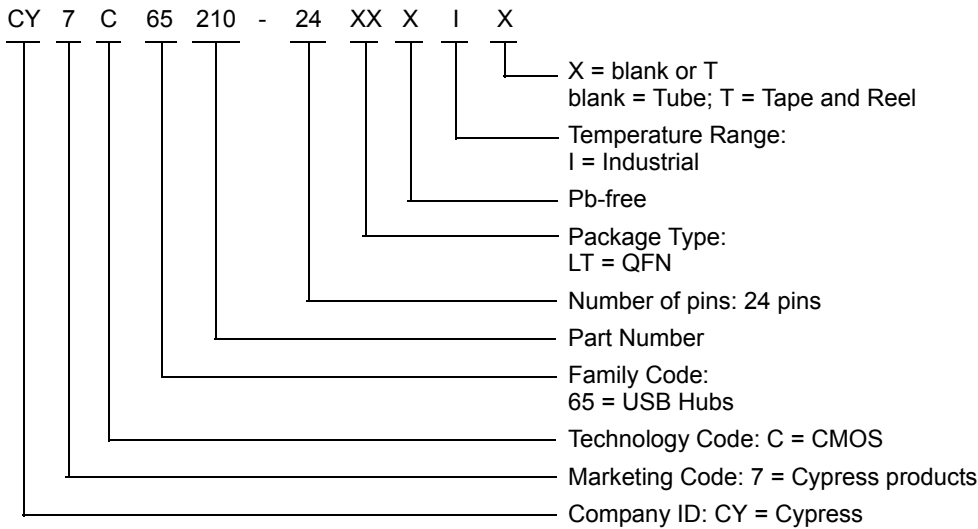 CY 7 C 65 210 - 24 XX X I X
X = blank or T
blank = Tube; T = Tape and Reel
Temperature Range:
I = Industrial
Pb-free
Package Type:
LT = QFN
Number of pins: 24 pins
Part Number
Family Code:
65 = USB Hubs
Technology Code: C = CMOS
Marketing Code: 7 = Cypress products
Company ID: CY = Cypress